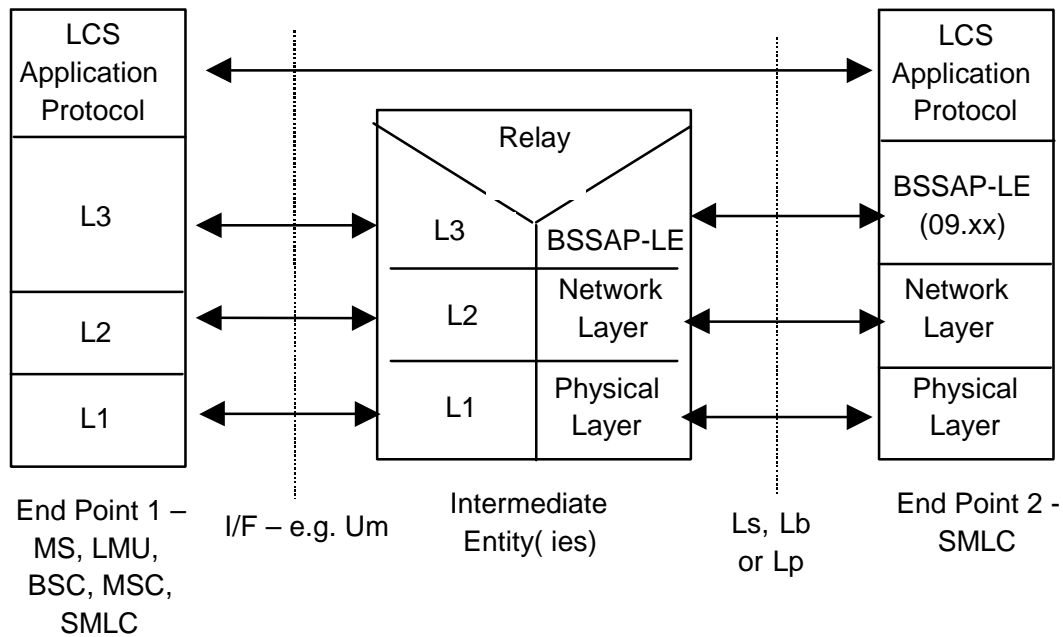 LCS
Application
Protocol
L3
L2
L1
End Point 1 –
MS, LMU,
BSC, MSC,
SMLC
I/F – e.g. Um
Relay
L3
BSSAP-LE
L2
Network
Layer
L1
Physical
Layer
Intermediate
Entity( ies)
Ls, Lb
or Lp
LCS
Application
Protocol
BSSAP-LE
(09.xx)
Network
Layer
Physical
Layer
End Point 2 -
SMLC